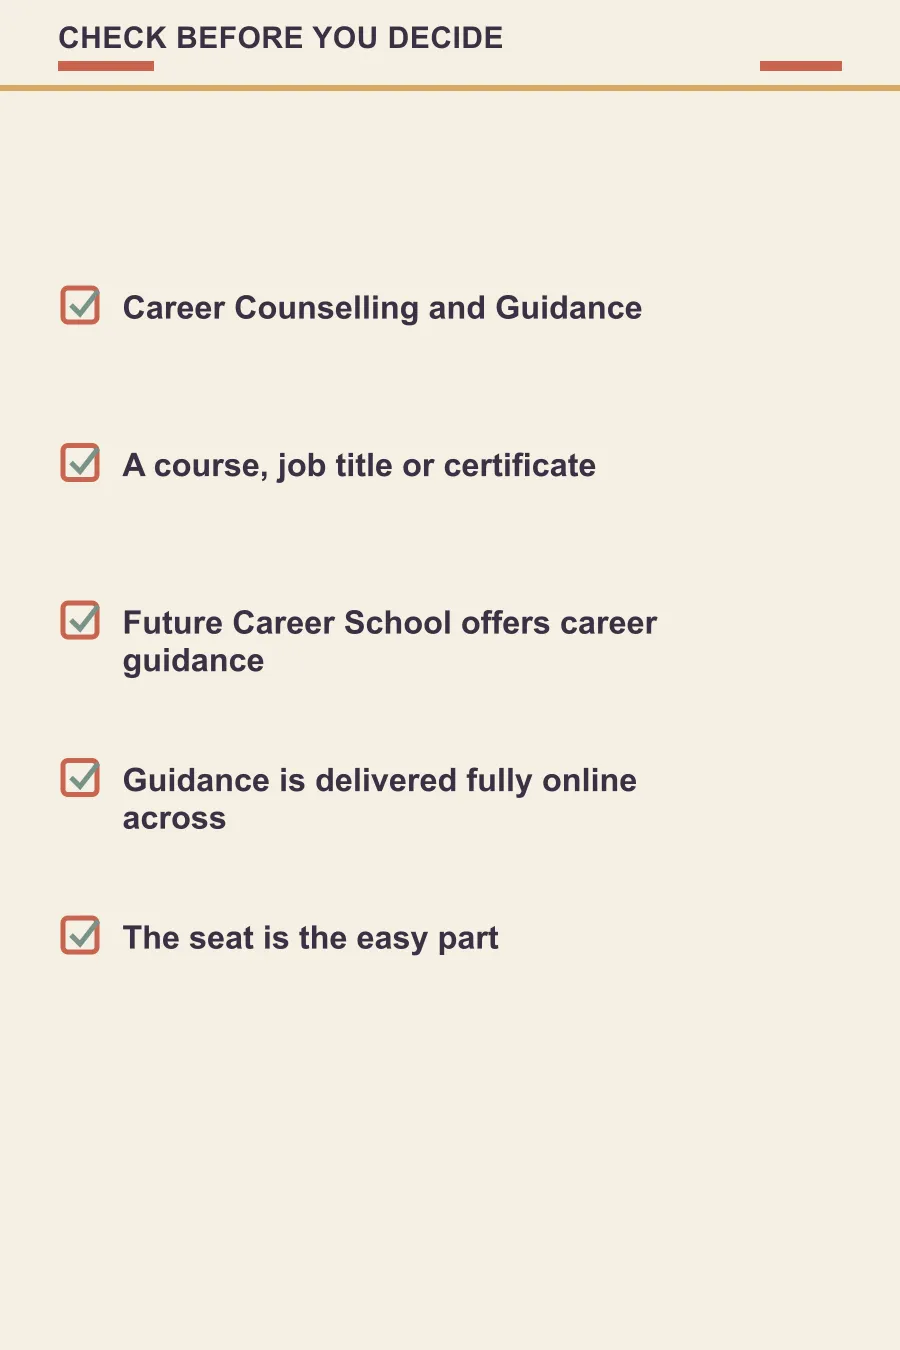 CHECK BEFORE YOU DECIDE
Career Counselling and Guidance
A course, job title or certificate
Future Career School offers career
guidance
Guidance is delivered fully online
across
The seat is the easy part